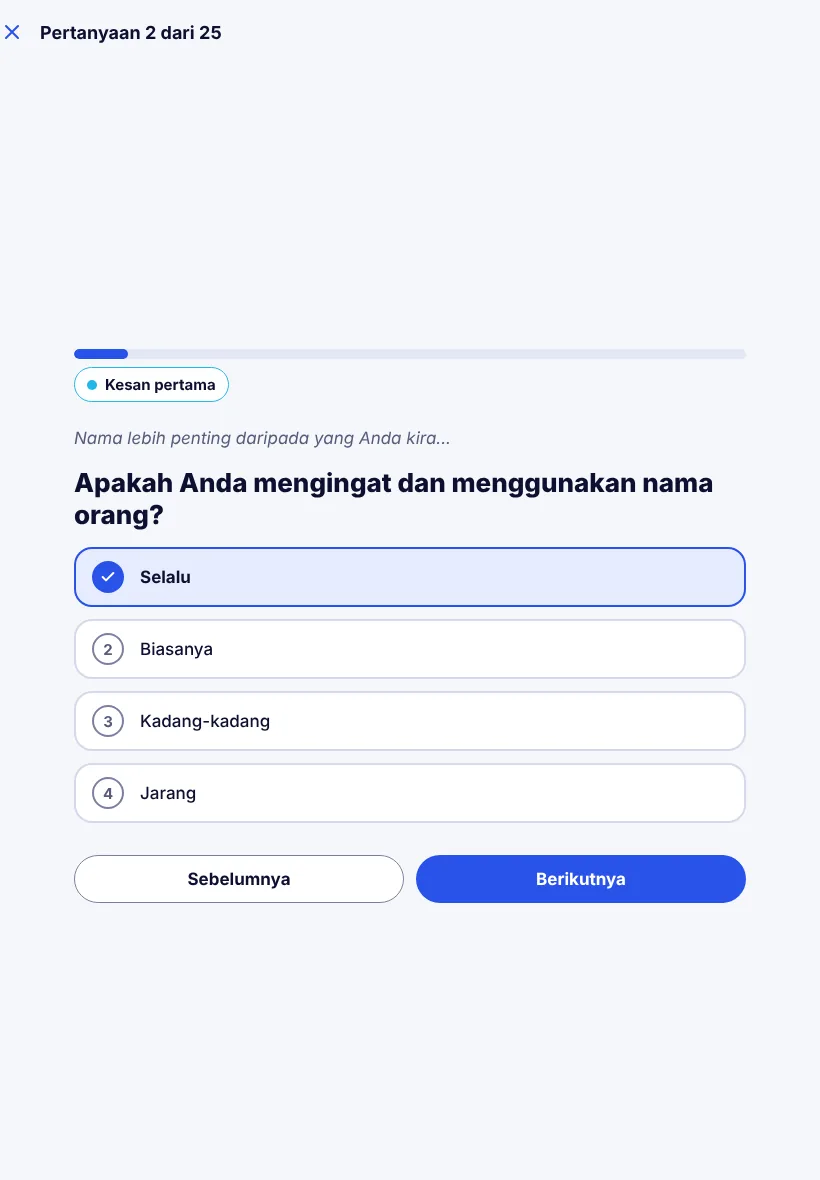 Pertanyaan 2 dari 25
Kesan pertama
Nama lebih penting daripada yang Anda kira...
Apakah Anda mengingat dan menggunakan nama
orang?
Selalu
2 Biasanya
3 Kadang-kadang
4 Jarang
Sebelumnya Berikutnya